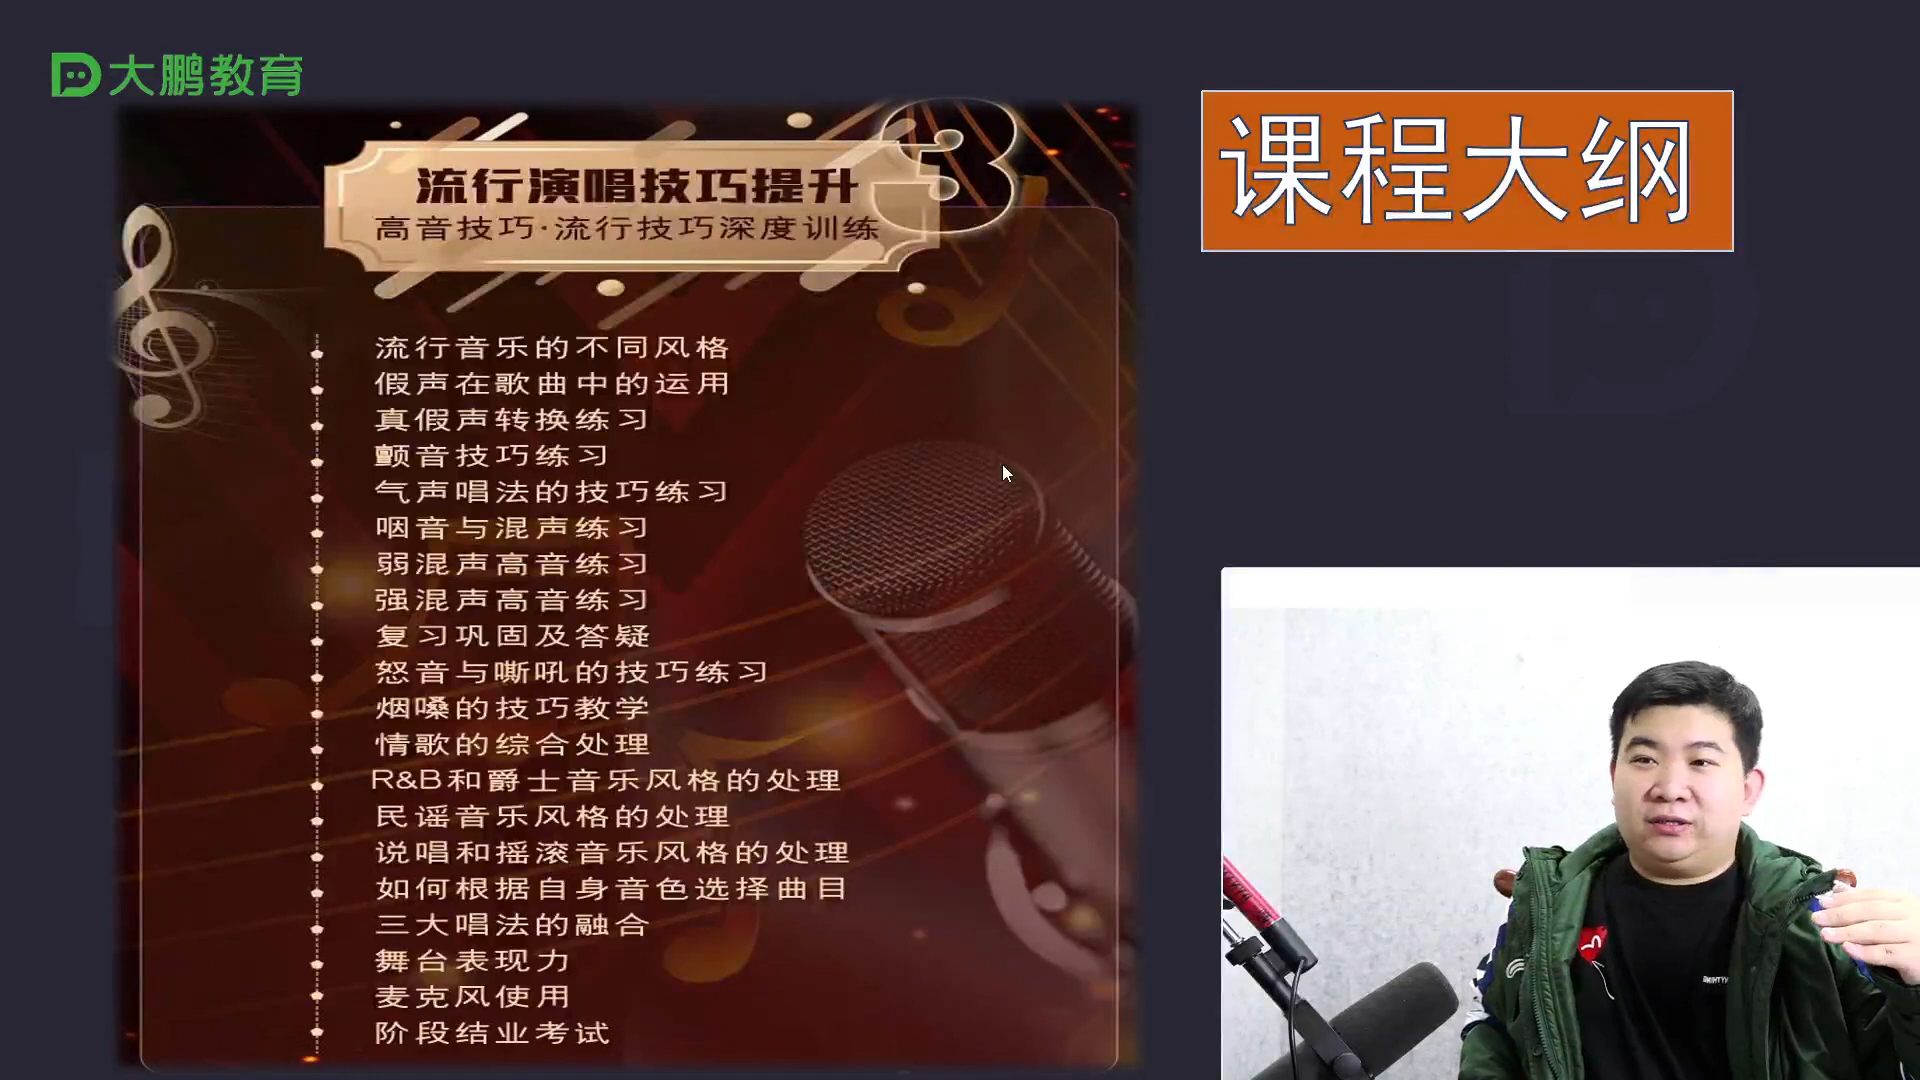 大鹏教育
课程大纲
3
流行演唱技巧提升
高音技巧·流行技巧深度训练
流行音乐的不同风格
假声在歌曲中的运用
真假声转换练习
颤音技巧练习
气声唱法的技巧练习
咽音与混声练习
弱混声高音练习
强混声高音练习
复习巩固及答疑
怒音与嘶吼的技巧练习
烟嗓的技巧教学
情歌的综合处理
R&B和爵士音乐风格的处理
民谣音乐风格的处理
说唱和摇滚音乐风格的处理
如何根据自身音色选择曲目
三大唱法的融合
舞台表现力
麦克风使用
阶段结业考试